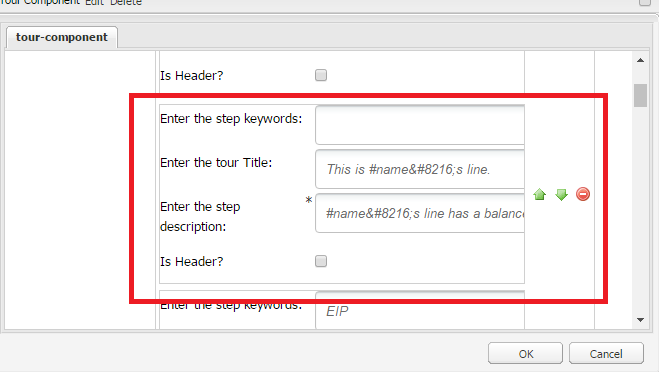 Tour Component Edit Delete
tour-component
Is Header?
Enter the step keywords:
Enter the tour Title:
This is #name&#8216;s line.
Enter the step
description:
*
#name&#8216;s line has a balanc
Is Header?
Enter the step keywords:
EIP
OK
Cancel